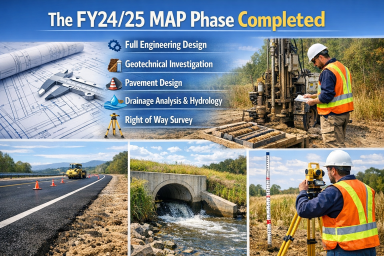 The FY24/25 MAP Phase Completed
Full Engineering Design
Geotechnical Investigation
Pavement Design
Drainage Analysis & Hydrology
Right of Way Survey